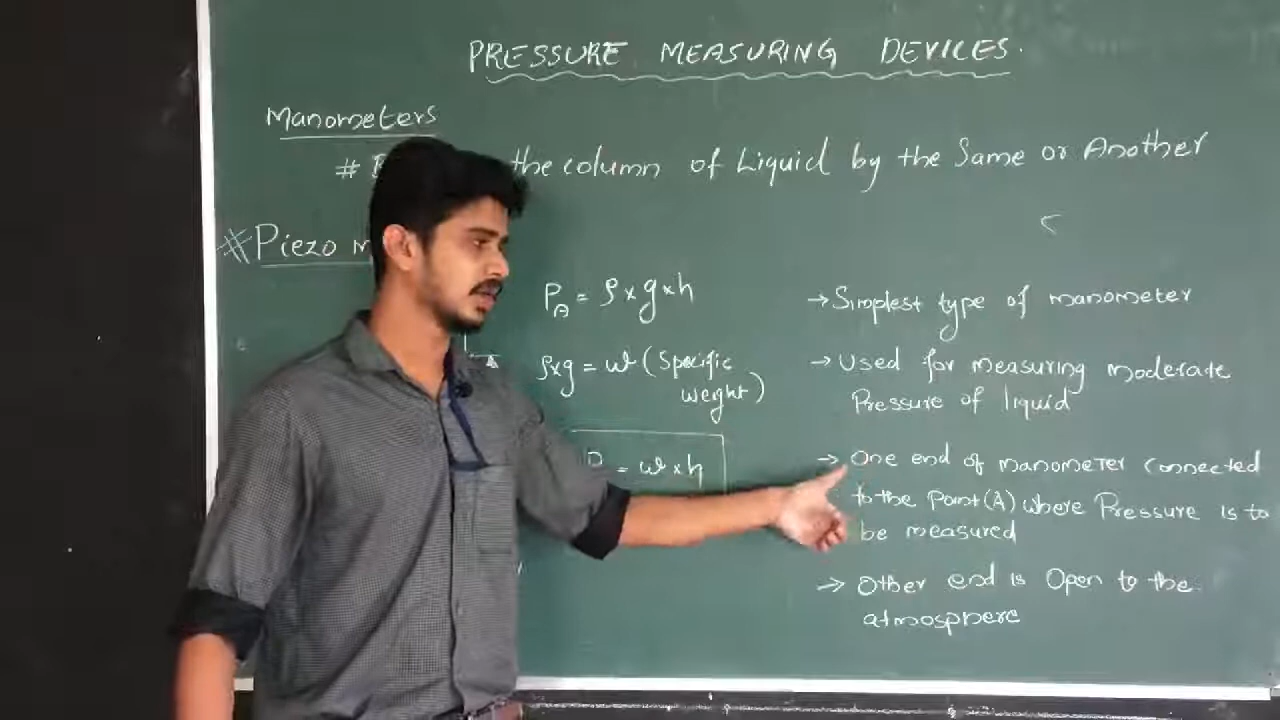 PRESSURE MEASURING DEVICES.
Manometers
# the column of Liquid by the Same or Another
* Piezo m
P_A = ρ x g x h
ρxg = w (Specific
weght)
P = w x h
→ Simplest type of manometer
→ Used for measuring moderate
Pressure of liquid
→ One end of manometer connected
to the point (A) where Pressure is to
be measured
→ Other end is Open to the
atmosphere